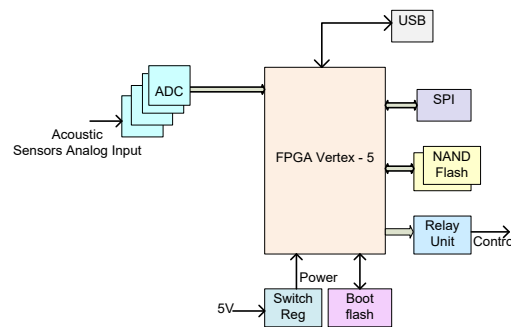 USB
ADC
SPI
Acoustic
Sensors Analog Input
FPGA Vertex - 5
NAND
Flash
Relay
Unit
Control
Power
5V
Switch
Reg
Boot
flash